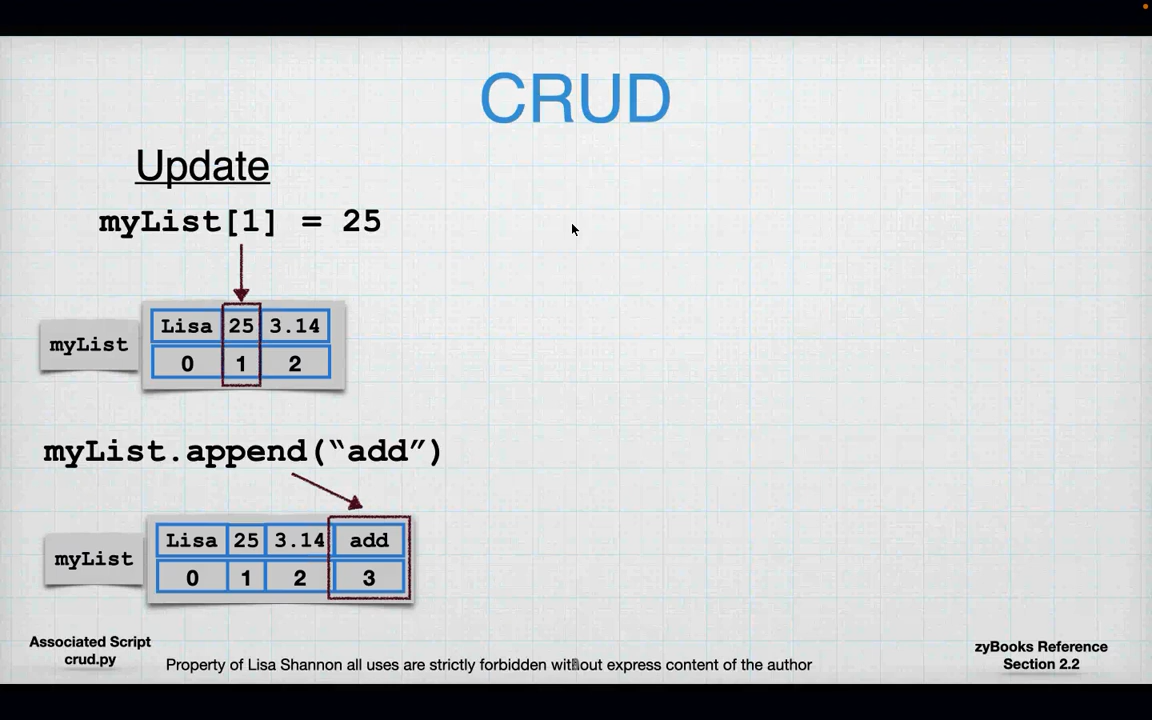 CRUD
Update
myList[1] = 25
Lisa 25 3.14
myList
0 1 2
myList.append(“add”)
Lisa 25 3.14 add
myList
0 1 2 3
Associated Script
crud.py
Property of Lisa Shannon all uses are strictly forbidden without express content of the author
zyBooks Reference
Section 2.2